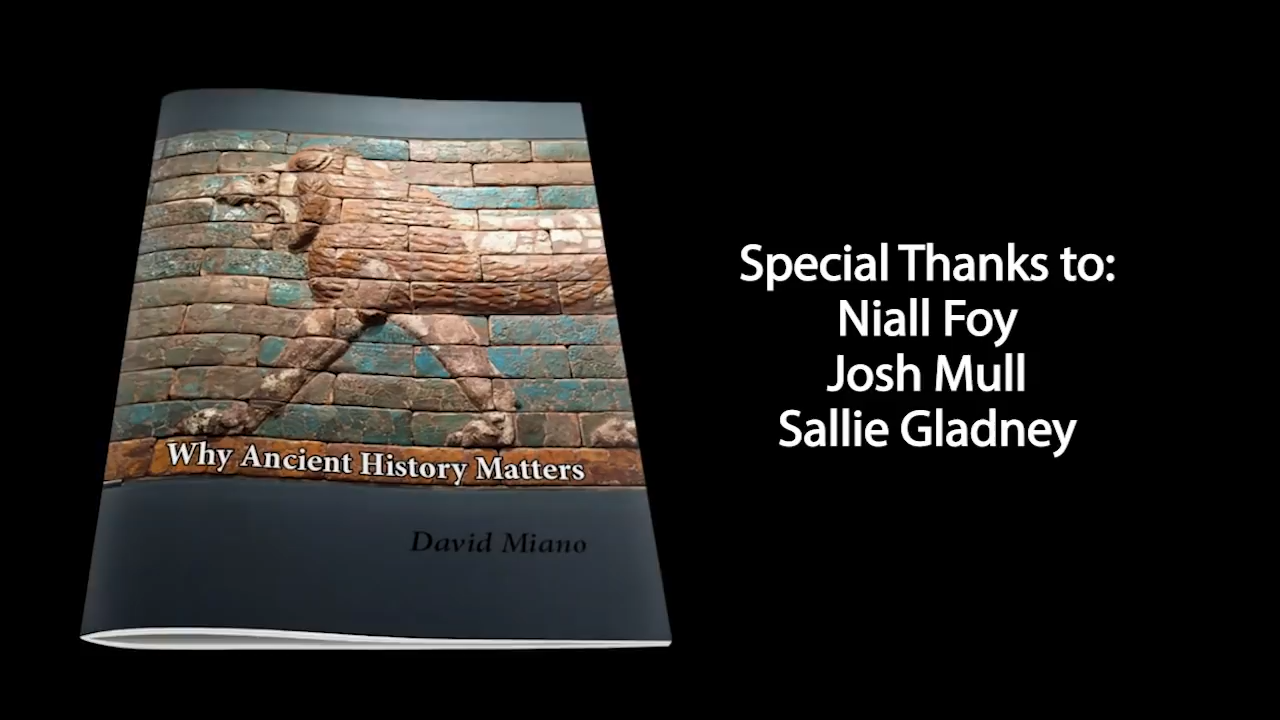 Why Ancient History Matters
David Miano
Special Thanks to:
Niall Foy
Josh Mull
Sallie Gladney